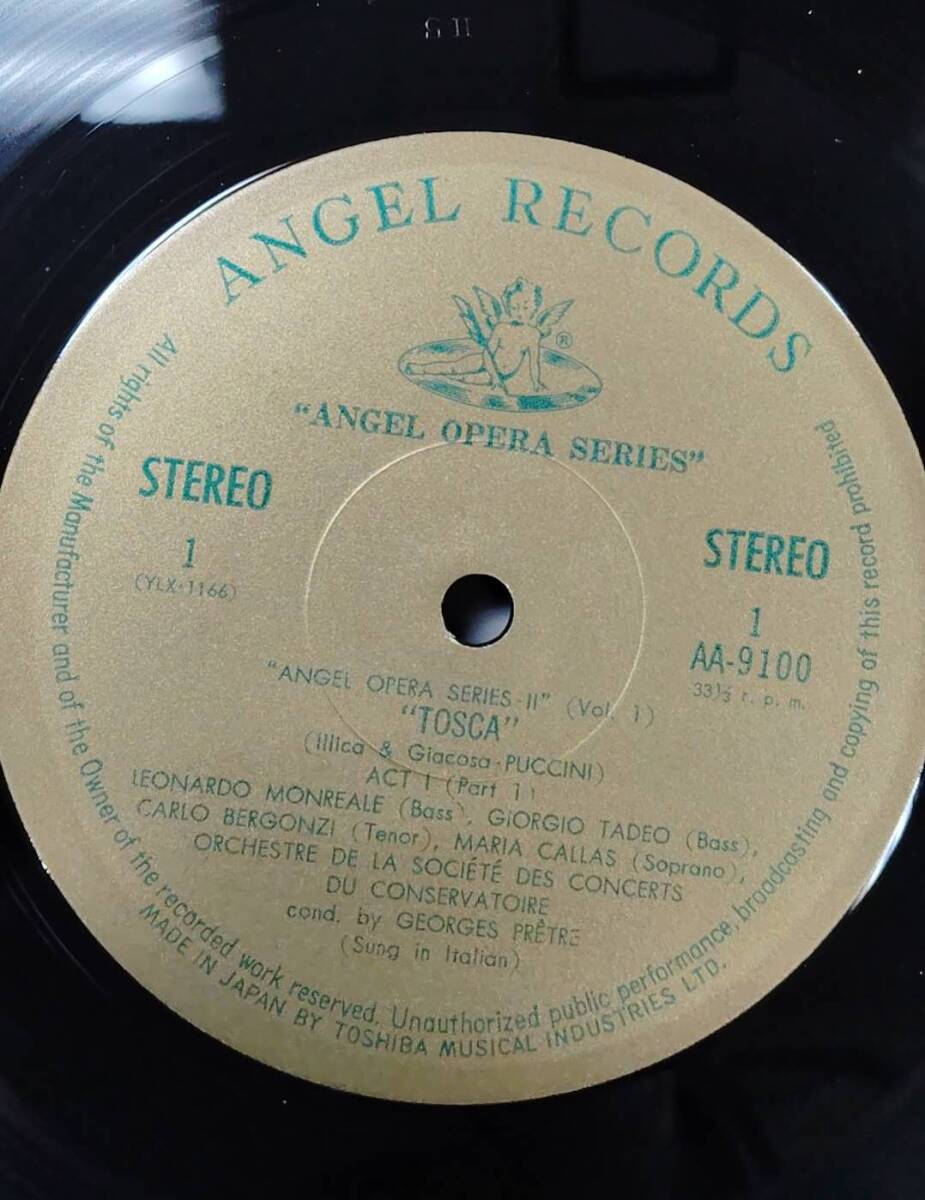 ANGEL RECORDS
®
"ANGEL OPERA SERIES"
STEREO
1
(YLX-1166)
STEREO
1
AA-9100
33⅓ r. p. m.
"ANGEL OPERA SERIES-II" (Vol. 1)
"TOSCA"
(Illica & Giacosa-PUCCINI)
ACT I (Part 1)
LEONARDO MONREALE (Bass), GIORGIO TADEO (Bass),
CARLO BERGONZI (Tenor), MARIA CALLAS (Soprano),
ORCHESTRE DE LA SOCIÉTÉ DES CONCERTS
DU CONSERVATOIRE
cond. by GEORGES PRÊTRE
(Sung in Italian)
All rights of the Manufacturer and of the Owner of the recorded work reserved. Unauthorized public performance, broadcasting and copying of this record prohibited
MADE IN JAPAN BY TOSHIBA MUSICAL INDUSTRIES LTD.